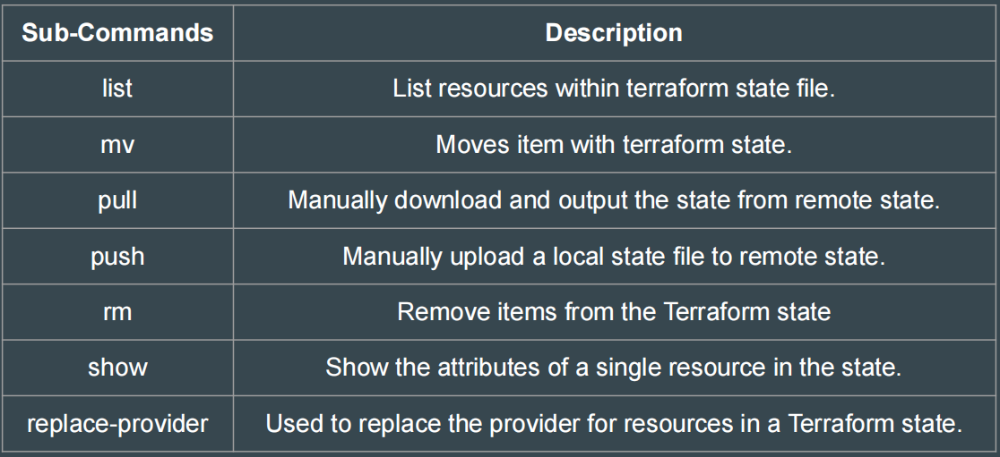 Sub-Commands Description
list List resources within terraform state file.
mv Moves item with terraform state.
pull Manually download and output the state from remote state.
push Manually upload a local state file to remote state.
rm Remove items from the Terraform state
show Show the attributes of a single resource in the state.
replace-provider Used to replace the provider for resources in a Terraform state.